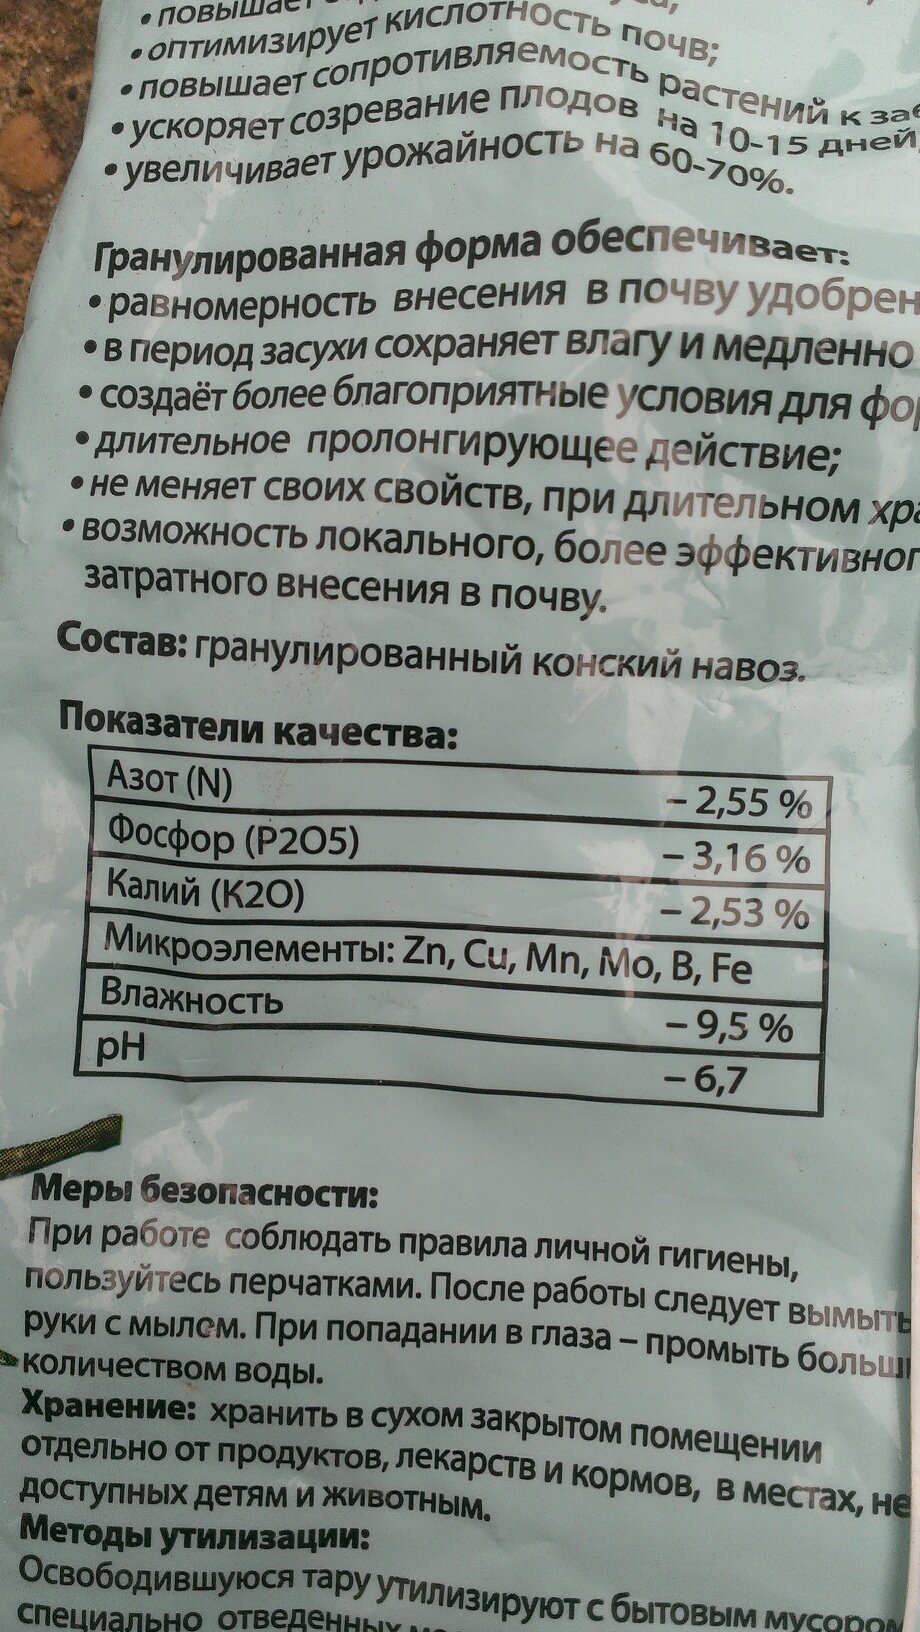 • повышает
• оптимизирует кислотность почв;
• повышает сопротивляемость растений к
• ускоряет созревание плодов на 10-15 дней,
• увеличивает урожайность на 60-70%.
Гранулированная форма обеспечивает:
• равномерность внесения в почву
• в период засухи сохраняет влагу и медленно
• создаёт более благоприятные условия для
• длительное пролонгирующее действие;
• не меняет своих свойств, при длительном
• возможность локального, более
затратного внесения в почву.
Состав: гранулированный конский навоз.
Показатели качества:
Азот (N) – 2,55 %
Фосфор (P2O5) – 3,16 %
Калий (K2O) – 2,53 %
Микроэлементы: Zn, Cu, Mn, Mo, B, Fe
Влажность – 9,5 %
pH – 6,7
Меры безопасности:
При работе соблюдать правила личной гигиены,
пользуйтесь перчатками. После работы следует вымыть
руки с мылом. При попадании в глаза – промыть
количеством воды.
Хранение: хранить в сухом закрытом помещении
отдельно от продуктов, лекарств и кормов, в местах, не
доступных детям и животным.
Методы утилизации:
Освободившуюся тару утилизируют с бытовым мусором
специально отведенных